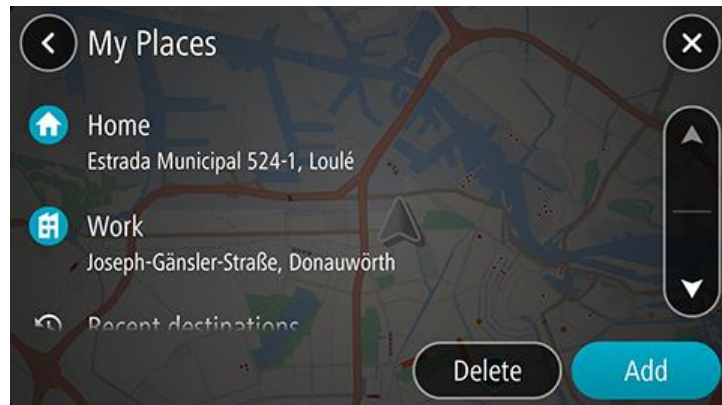 My Places
Home
Estrada Municipal 524-1, Loulé
Work
Joseph-Gänsler-Straße, Donauwörth
Recent destinations
Delete
Add